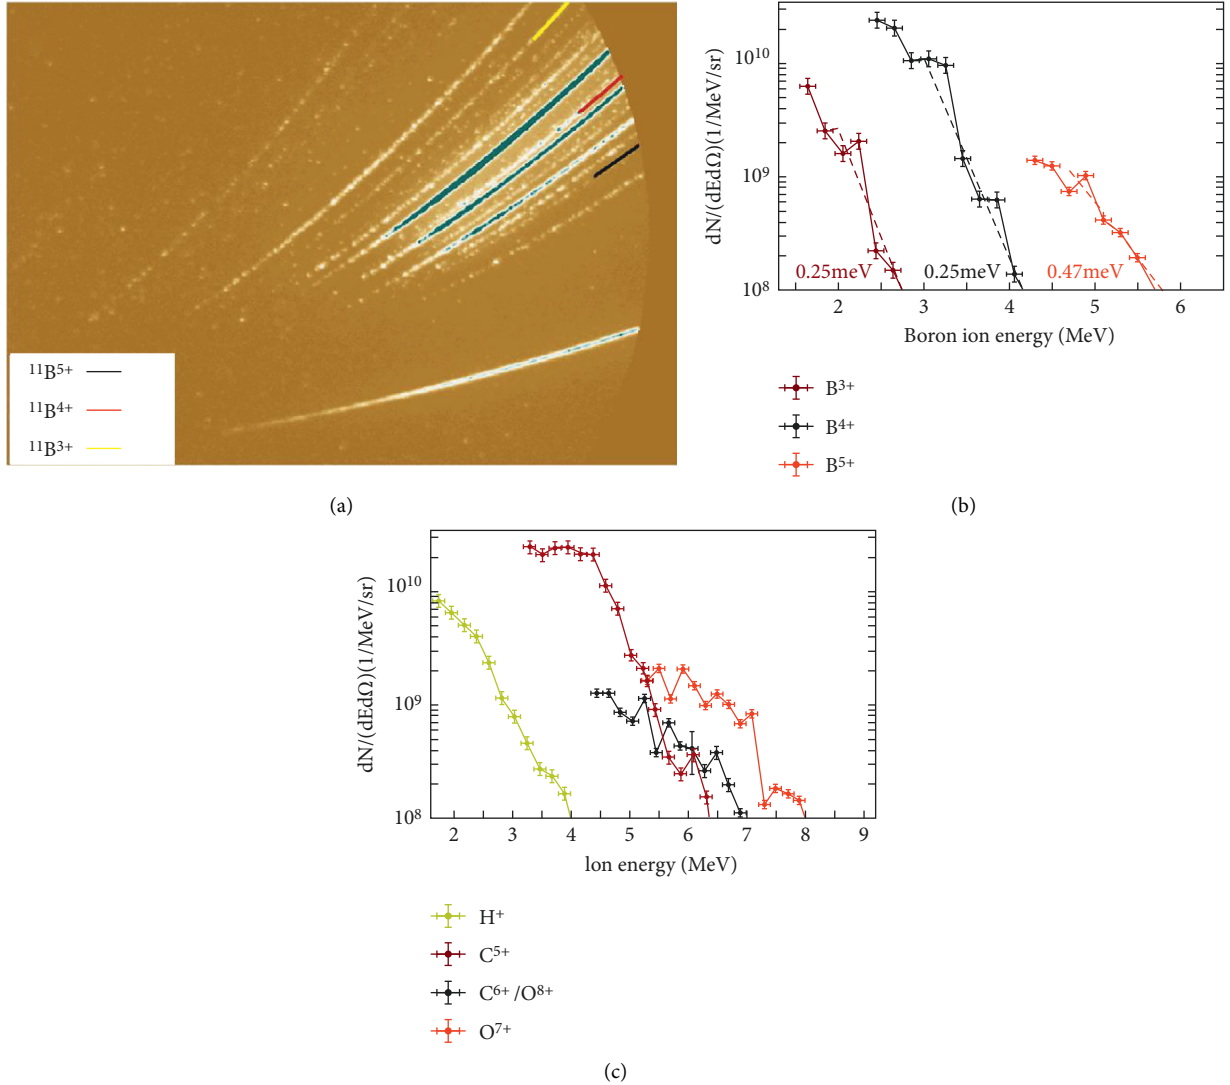 ¹¹B⁵⁺
¹¹B⁴⁺
¹¹B³⁺
(a)
dN/(dEdΩ)(1/MeV/sr)
10¹⁰
10⁹
10⁸
0.25meV 0.25meV 0.47meV
2 3 4 5 6
Boron ion energy (MeV)
B³⁺
B⁴⁺
B⁵⁺
(b)
dN/(dEdΩ)(1/MeV/sr)
10¹⁰
10⁹
10⁸
2 3 4 5 6 7 8 9
Ion energy (MeV)
H⁺
C⁵⁺
C⁶⁺/O⁸⁺
O⁷⁺
(c)